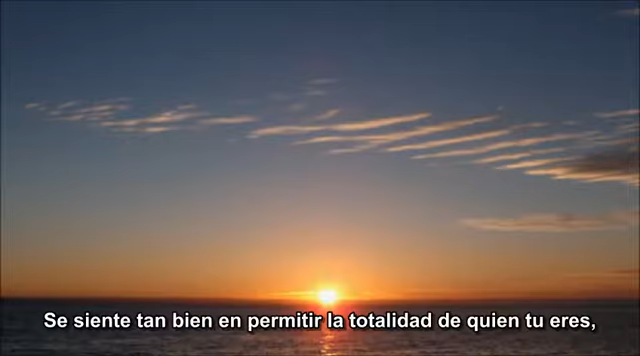 Se siente tan bien en permitir la totalidad de quien tu eres,